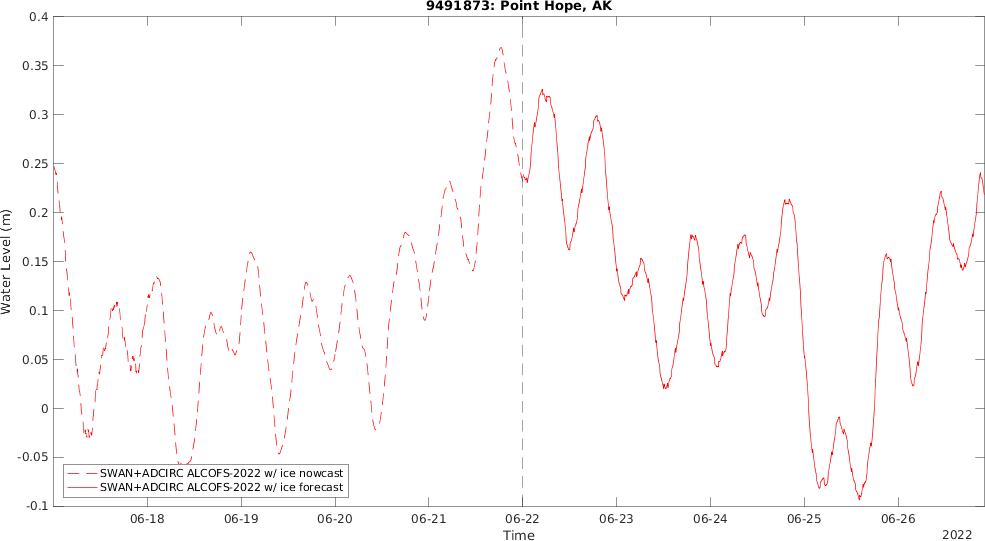 9491873: Point Hope, AK
0.4
0.35
0.3
0.25
0.2
0.15
0.1
0.05
0
-0.05
-0.1
Water Level (m)
SWAN+ADCIRC ALCOFS-2022 w/ ice nowcast
SWAN+ADCIRC ALCOFS-2022 w/ ice forecast
06-18 06-19 06-20 06-21 06-22 06-23 06-24 06-25 06-26
Time
2022